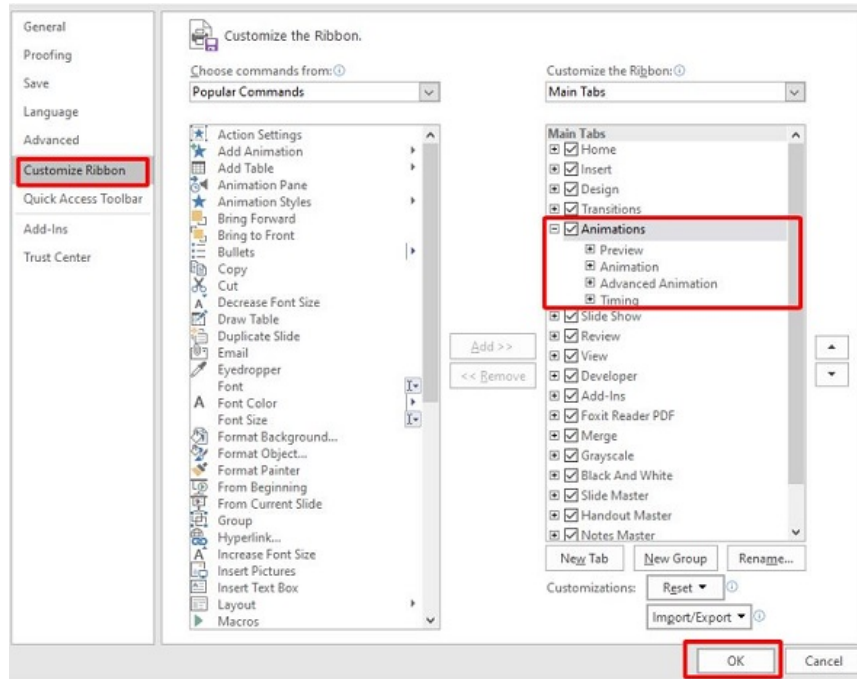 General
Proofing
Save
Language
Advanced
Customize Ribbon
Quick Access Toolbar
Add-Ins
Trust Center
Customize the Ribbon.
Choose commands from:
Popular Commands
Action Settings
Add Animation
Add Table
Animation Pane
Animation Styles
Bring Forward
Bring to Front
Bullets
Copy
Cut
Decrease Font Size
Draw Table
Duplicate Slide
Email
Eyedropper
Font
Font Color
Font Size
Format Background...
Format Object...
Format Painter
From Beginning
From Current Slide
Group
Hyperlink...
Increase Font Size
Insert Pictures
Insert Text Box
Layout
Macros
Add >>
<< Remove
Customize the Ribbon:
Main Tabs
Main Tabs
Home
Insert
Design
Transitions
Animations
Preview
Animation
Advanced Animation
Timing
Slide Show
Review
View
Developer
Add-Ins
Foxit Reader PDF
Merge
Grayscale
Black And White
Slide Master
Handout Master
Notes Master
New Tab
New Group
Rename...
Customizations:
Reset
Import/Export
OK
Cancel